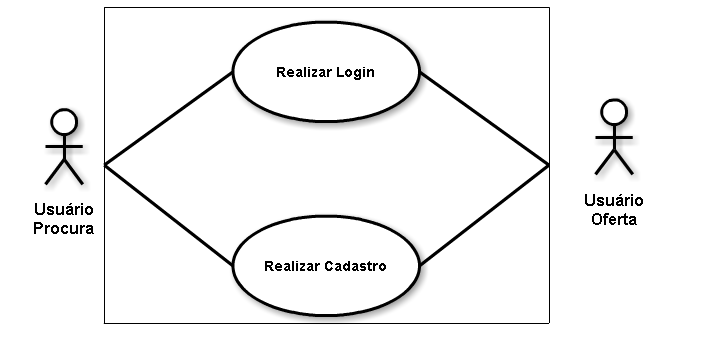 Realizar Login
Usuário
Procura
Usuário
Oferta
Realizar Cadastro